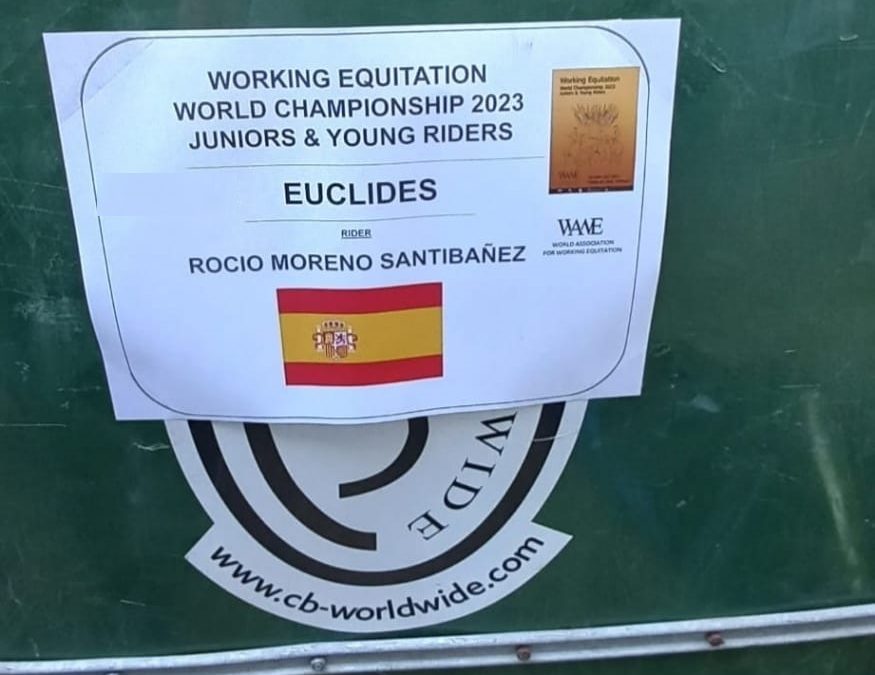 WORKING EQUITATION
WORLD CHAMPIONSHIP 2023
JUNIORS & YOUNG RIDERS
EUCLIDES
RIDER
ROCIO MORENO SANTIBAÑEZ
Working Equitation
World Championship 2023
Juniors & Young Riders
WAWE
WORLD ASSOCIATION
FOR WORKING EQUITATION
WIDE
www.cb-worldwide.com